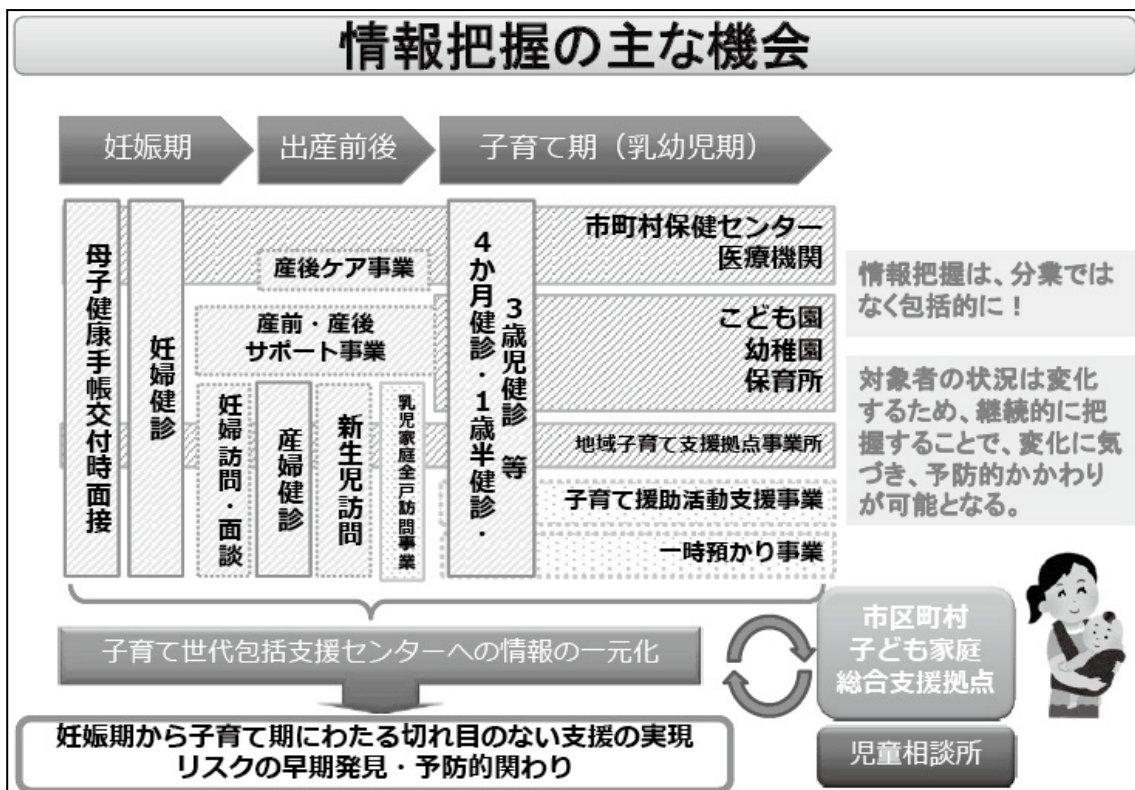 情報把握の主な機会
妊娠期
出産前後
子育て期（乳幼児期）
母子健康手帳交付時面接
妊婦健診
産後ケア事業
産前・産後
サポート事業
妊婦訪問・面談
産婦健診
新生児訪問
乳児家庭全戸訪問事業
4か月健診・1歳半健診・
3歳児健診　等
市町村保健センター
医療機関
こども園
幼稚園
保育所
地域子育て支援拠点事業所
子育て援助活動支援事業
一時預かり事業
情報把握は、分業では
なく包括的に！
対象者の状況は変化
するため、継続的に把
握することで、変化に気
づき、予防的かかわり
が可能となる。
子育て世代包括支援センターへの情報の一元化
妊娠期から子育て期にわたる切れ目のない支援の実現
リスクの早期発見・予防的関わり
市区町村
子ども家庭
総合支援拠点
児童相談所